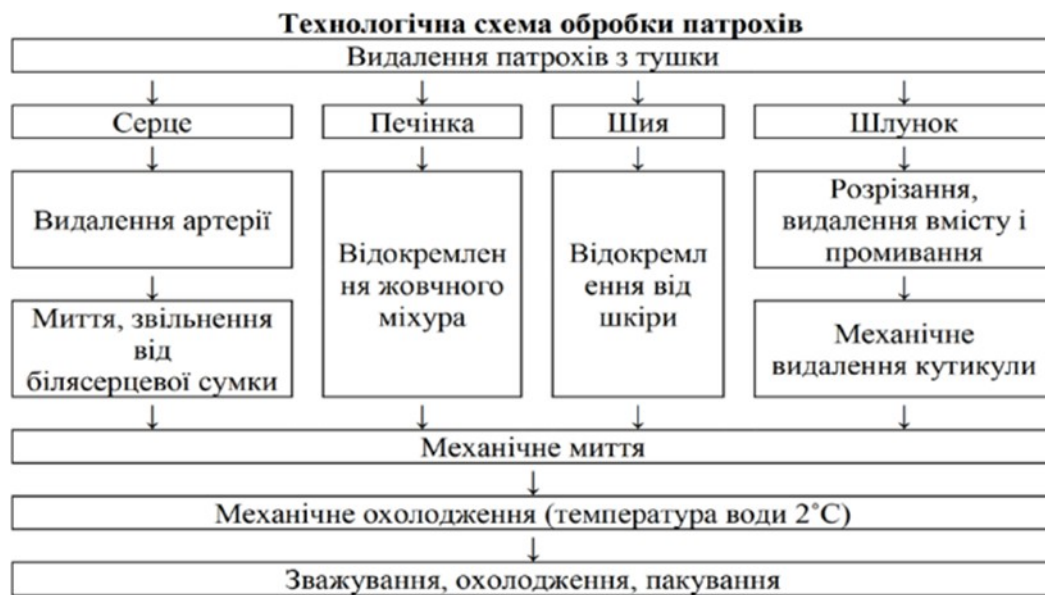 Технологічна схема обробки патрохів
Видалення патрохів з тушки
↓ ↓ ↓ ↓
Серце
Печінка
Шия
Шлунок
↓ ↓ ↓ ↓
Видалення артерії
↓
Миття, звільнення
від
білясерцевої сумки
Відокремлен
ня жовчного
міхура
Відокремл
ення від
шкіри
Розрізання,
видалення вмісту і
промивання
↓
Механічне
видалення кутикули
↓ ↓ ↓ ↓
Механічне миття
↓
Механічне охолодження (температура води 2˚С)
↓
Зважування, охолодження, пакування